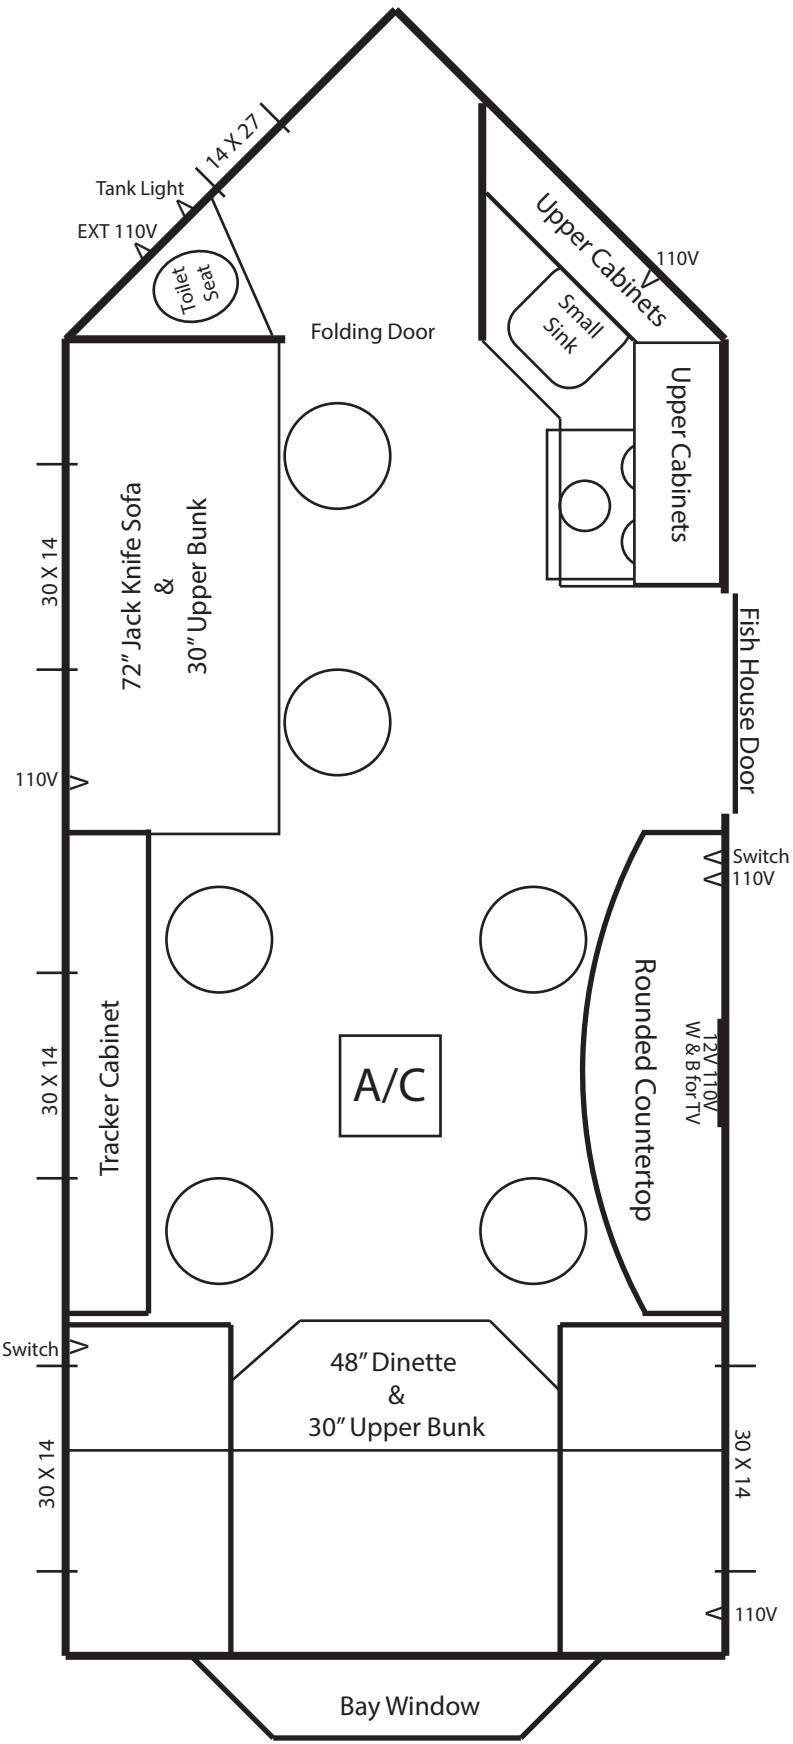 14 X 27
Tank Light
EXT 110V
Toilet
Seat
Upper Cabinets
110V
Small
Sink
Folding Door
Upper Cabinets
72” Jack Knife Sofa
&
30” Upper Bunk
30 X 14
Fish House Door
110V
Switch
110V
Tracker Cabinet
30 X 14
A/C
Rounded Countertop
12V 110V
W & B for TV
Switch
48” Dinette
&
30” Upper Bunk
30 X 14
30 X 14
110V
Bay Window